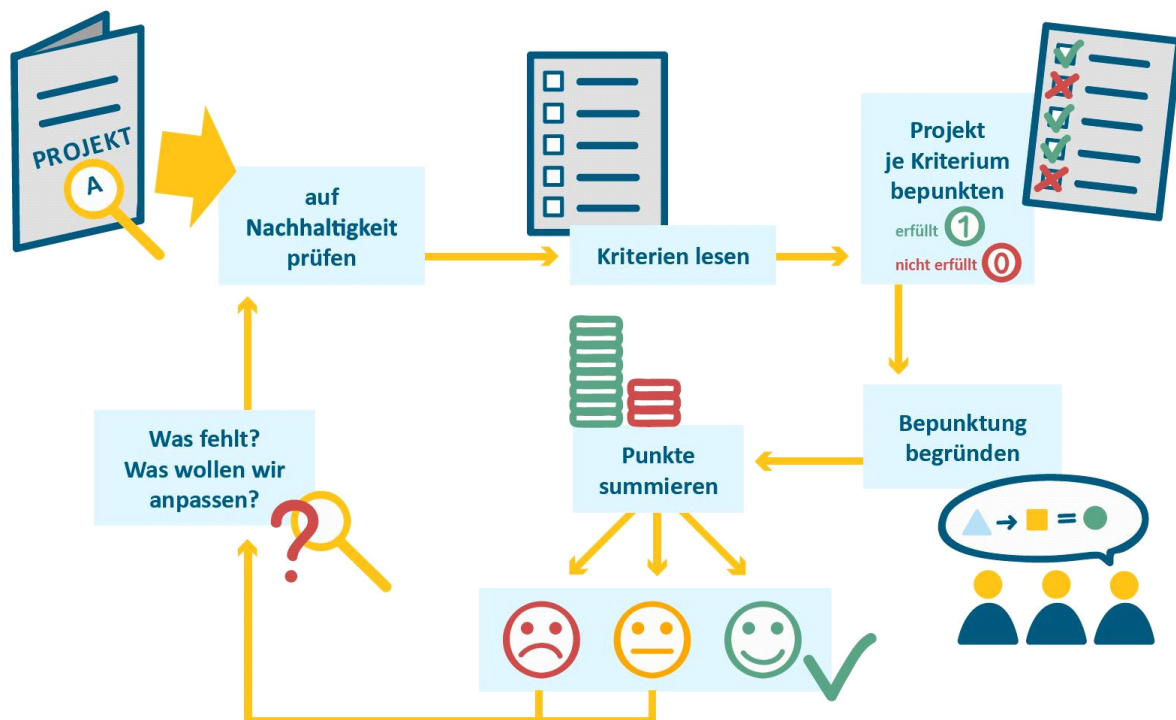 PROJEKT
A
auf
Nachhaltigkeit
prüfen
Kriterien lesen
Projekt
je Kriterium
bepunkten
erfüllt 1
nicht erfüllt 0
Bepunktung
begründen
→ =
Punkte
summieren
Was fehlt?
Was wollen wir
anpassen?
?